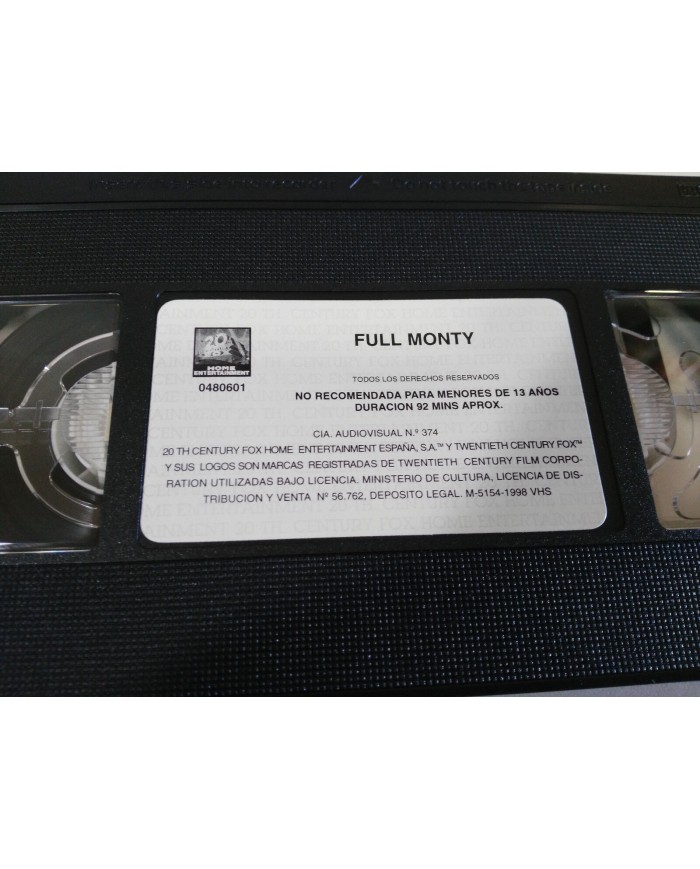 FULL MONTY
20
HOME
ENTERTAINMENT
0480601
TODOS LOS DERECHOS RESERVADOS
NO RECOMENDADA PARA MENORES DE 13 AÑOS
DURACION 92 MINS APROX.
CIA. AUDIOVISUAL N.º 374
20 TH CENTURY FOX HOME ENTERTAINMENT ESPAÑA, S.A.™ Y TWENTIETH CENTURY FOX™
Y SUS LOGOS SON MARCAS REGISTRADAS DE TWENTIETH CENTURY FILM CORPO-
RATION UTILIZADAS BAJO LICENCIA. MINISTERIO DE CULTURA, LICENCIA DE DIS-
TRIBUCION Y VENTA Nº 56.762. DEPOSITO LEGAL. M-5154-1998 VHS